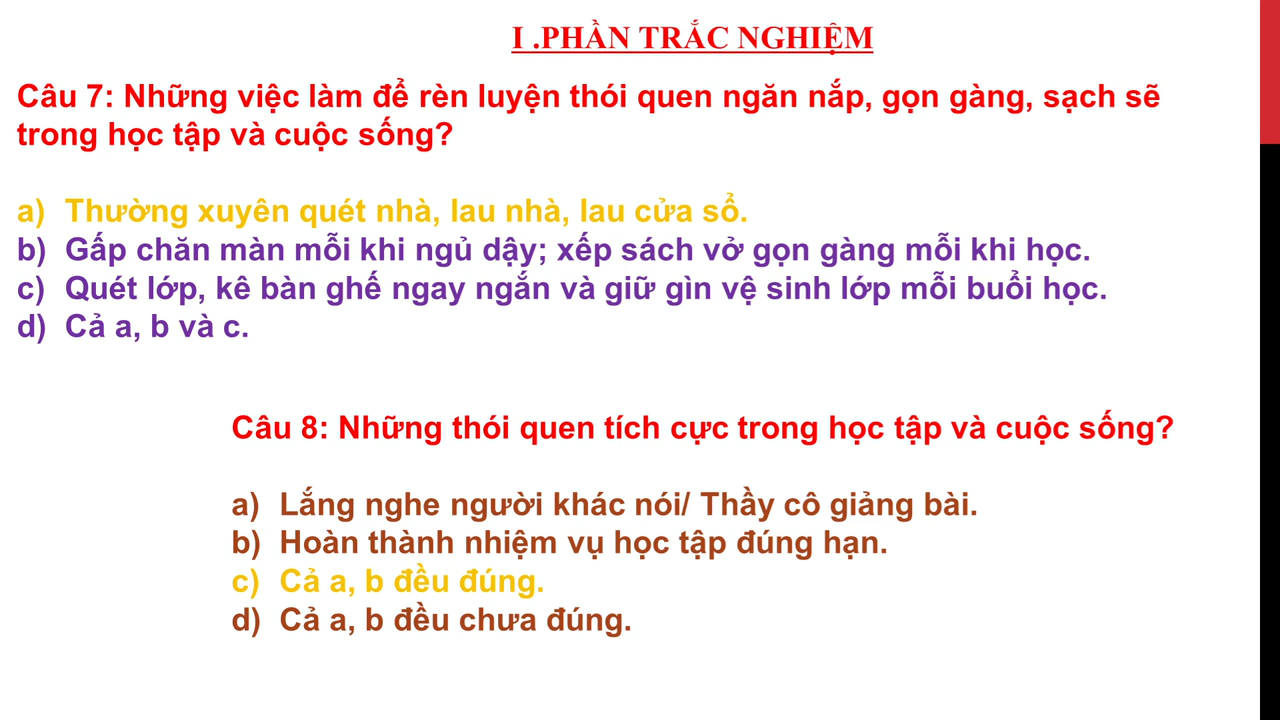 I .PHẦN TRẮC NGHIỆM
Câu 7: Những việc làm để rèn luyện thói quen ngăn nắp, gọn gàng, sạch sẽ
trong học tập và cuộc sống?
a) Thường xuyên quét nhà, lau nhà, lau cửa sổ.
b) Gấp chăn màn mỗi khi ngủ dậy; xếp sách vở gọn gàng mỗi khi học.
c) Quét lớp, kê bàn ghế ngay ngắn và giữ gìn vệ sinh lớp mỗi buổi học.
d) Cả a, b và c.
Câu 8: Những thói quen tích cực trong học tập và cuộc sống?
a) Lắng nghe người khác nói/ Thầy cô giảng bài.
b) Hoàn thành nhiệm vụ học tập đúng hạn.
c) Cả a, b đều đúng.
d) Cả a, b đều chưa đúng.